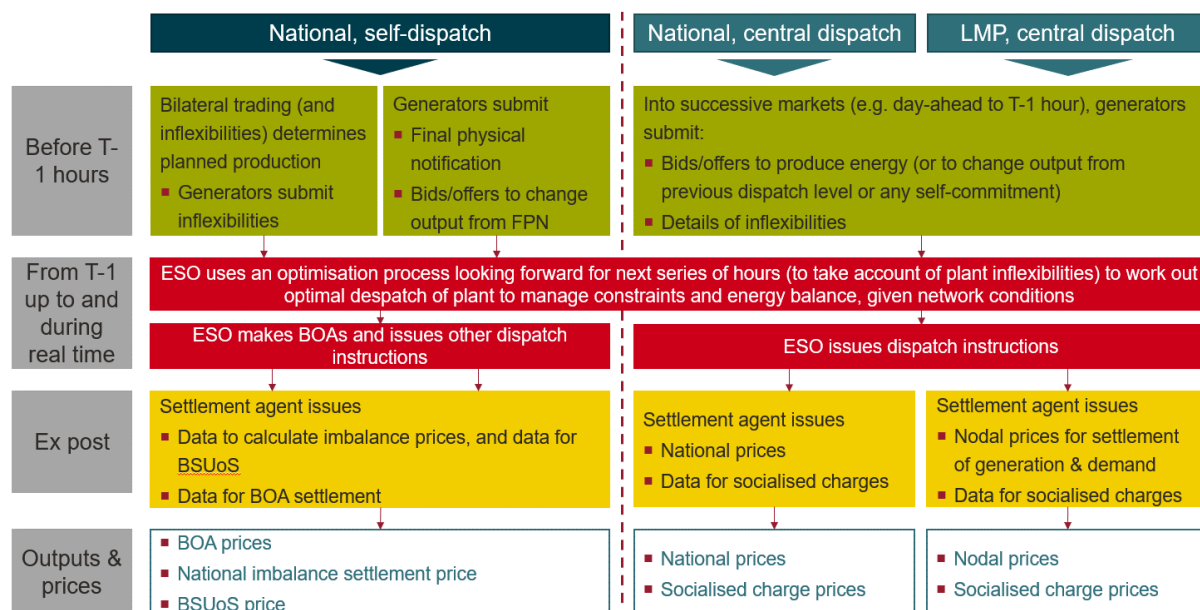 National, self-dispatch
National, central dispatch
LMP, central dispatch
Before T-
1 hours
Bilateral trading (and
inflexibilities) determines
planned production
▪ Generators submit
inflexibilities
Generators submit
▪ Final physical
notification
▪ Bids/offers to change
output from FPN
Into successive markets (e.g. day-ahead to T-1 hour), generators
submit:
▪ Bids/offers to produce energy (or to change output from
previous dispatch level or any self-commitment)
▪ Details of inflexibilities
From T-1
up to and
during
real time
ESO uses an optimisation process looking forward for next series of hours (to take account of plant inflexibilities) to work out
optimal despatch of plant to manage constraints and energy balance, given network conditions
ESO makes BOAs and issues other dispatch
instructions
ESO issues dispatch instructions
Ex post
Settlement agent issues
▪ Data to calculate imbalance prices, and data for
BSUoS
▪ Data for BOA settlement
Settlement agent issues
▪ National prices
▪ Data for socialised charges
Settlement agent issues
▪ Nodal prices for settlement
of generation & demand
▪ Data for socialised charges
Outputs &
prices
▪ BOA prices
▪ National imbalance settlement price
▪ BSUoS price
▪ National prices
▪ Socialised charge prices
▪ Nodal prices
▪ Socialised charge prices